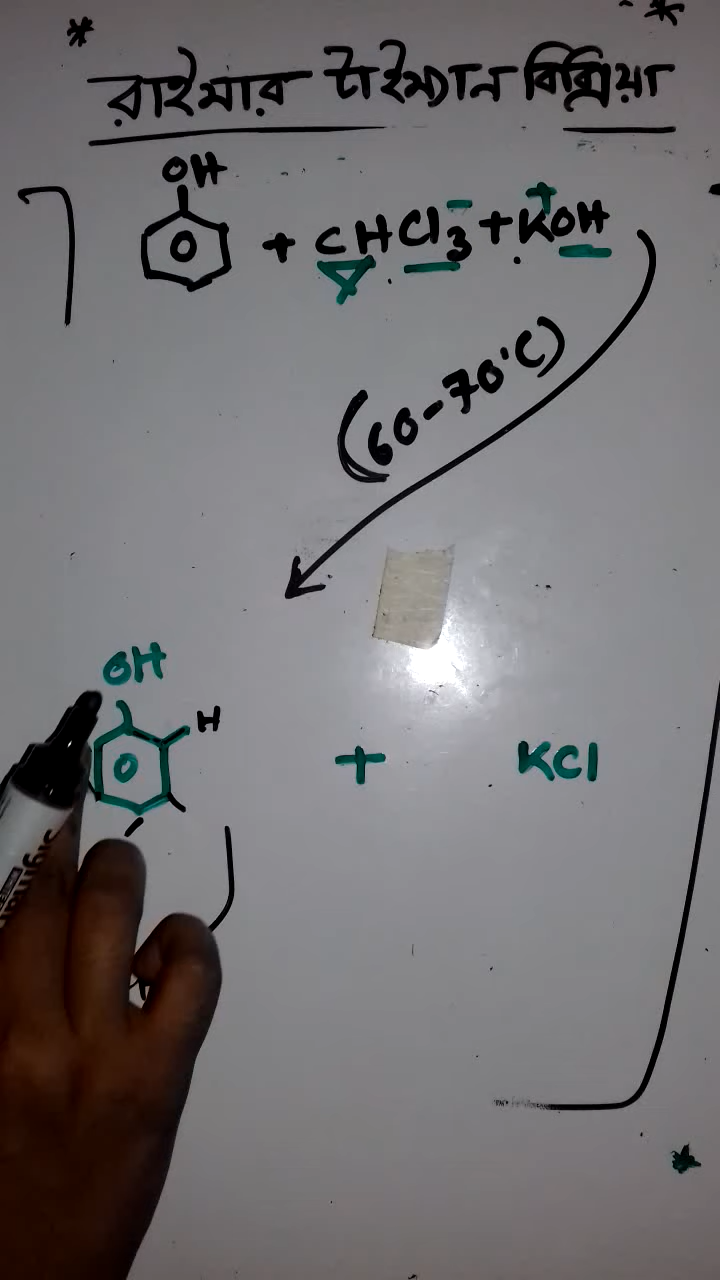 রাইমার টাইম্যান বিক্রিয়া
OH
+ CHCl3 + KOH
- +
(60-70°C)
OH
H
+ KCl